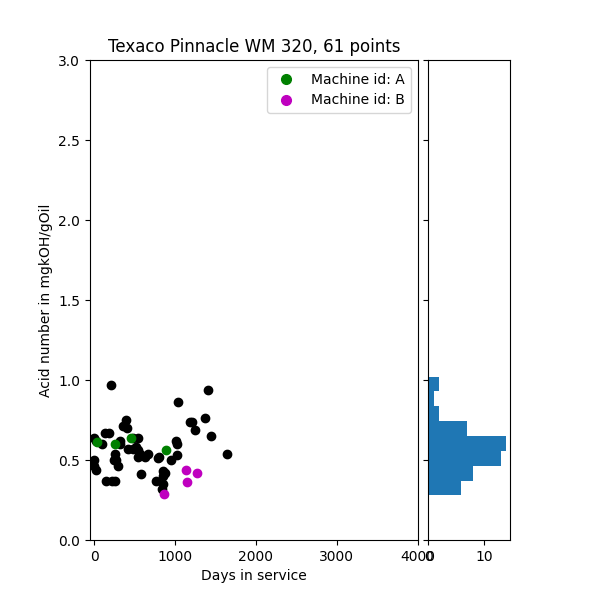 Texaco Pinnacle WM 320, 61 points
Machine id: A
Machine id: B
Acid number in mgkOH/gOil
3.0
2.5
2.0
1.5
1.0
0.5
0.0
0 1000 2000 3000 4000
0 10
Days in service